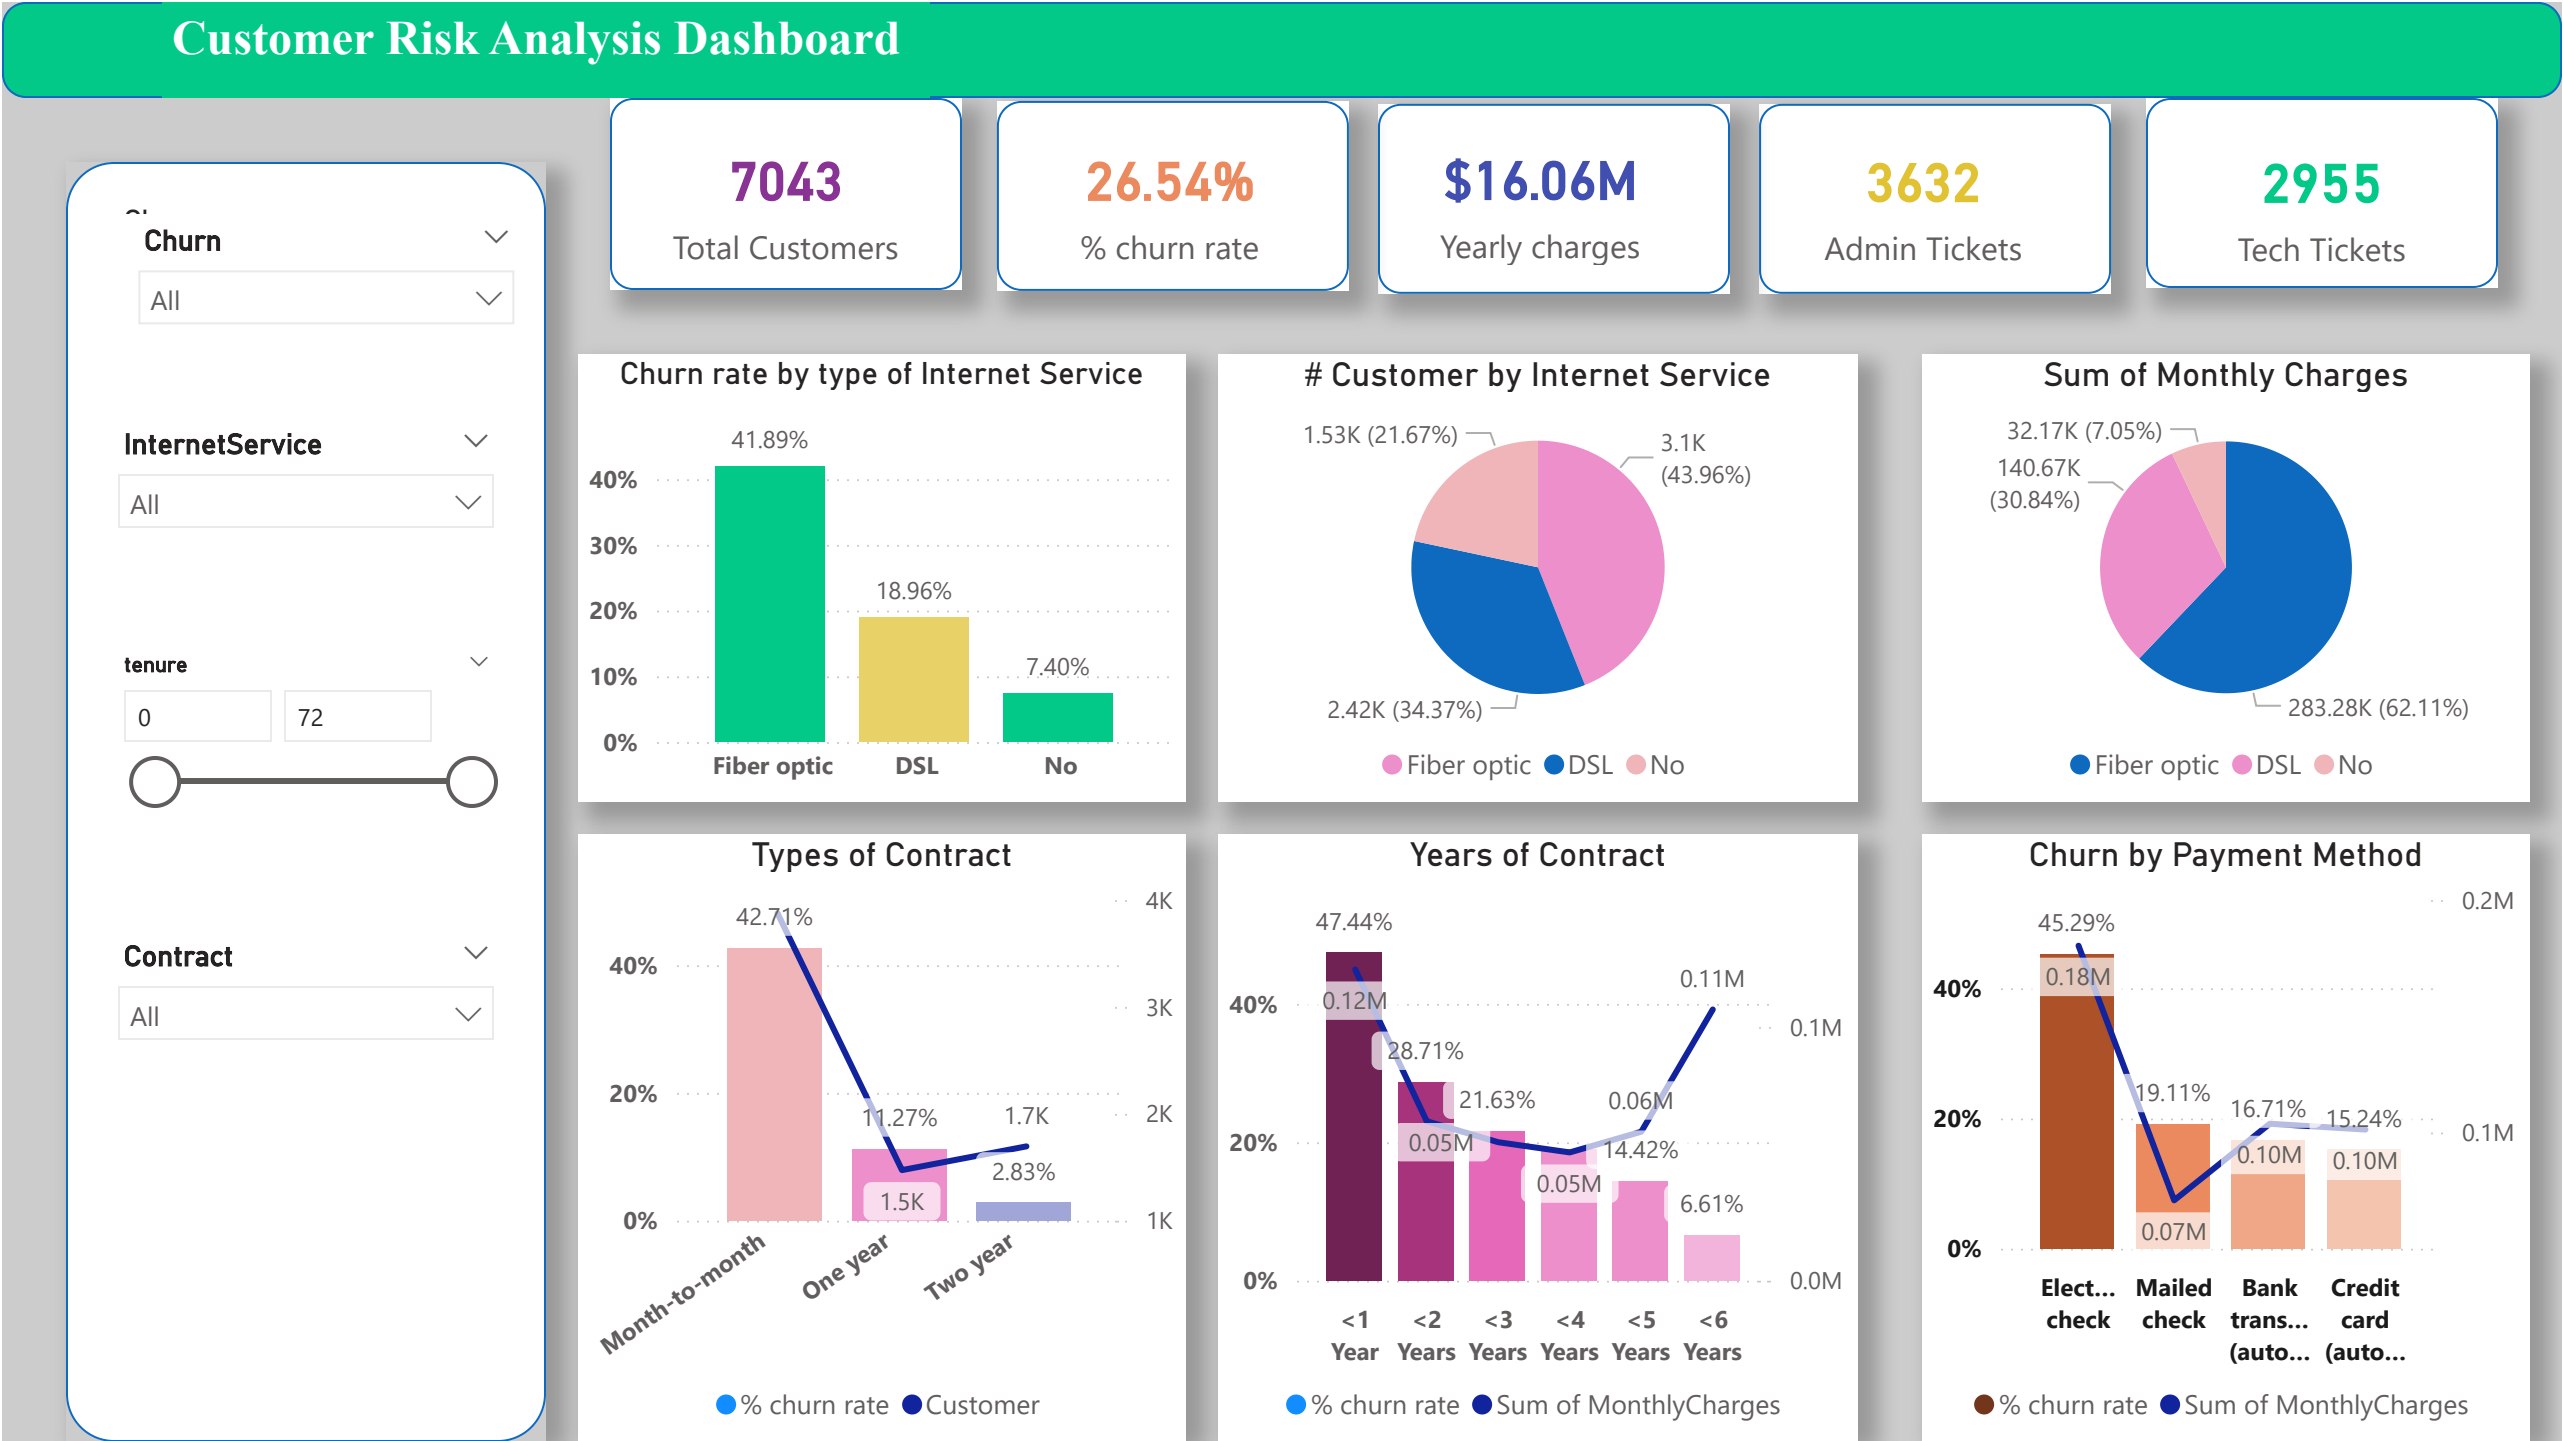 Customer Risk Analysis Dashboard
7043
Total Customers
26.54%
% churn rate
$16.06M
Yearly charges
3632
Admin Tickets
2955
Tech Tickets
Churn
All
InternetService
All
tenure
0
72
Contract
All
Churn rate by type of Internet Service
41.89%
40%
30%
18.96%
20%
7.40%
10%
0%
Fiber optic
DSL
No
# Customer by Internet Service
1.53K (21.67%)
3.1K
(43.96%)
2.42K (34.37%)
Fiber optic
DSL
No
Sum of Monthly Charges
32.17K (7.05%)
140.67K
(30.84%)
283.28K (62.11%)
Fiber optic
DSL
No
Types of Contract
4K
42.71%
40%
3K
20%
11.27%
1.7K
2K
2.83%
1.5K
0%
1K
Month-to-month
One year
Two year
% churn rate
Customer
Years of Contract
47.44%
0.11M
40%
0.12M
0.1M
28.71%
21.63%
0.06M
20%
0.05M
14.42%
0.05M
6.61%
0%
0.0M
<1
Year
<2
Years
<3
Years
<4
Years
<5
Years
<6
Years
% churn rate
Sum of MonthlyCharges
Churn by Payment Method
0.2M
45.29%
0.18M
40%
19.11%
16.71%
15.24%
20%
0.1M
0.10M
0.10M
0.07M
0%
Elect...
check
Mailed
check
Bank
trans...
(auto...
Credit
card
(auto...
% churn rate
Sum of MonthlyCharges